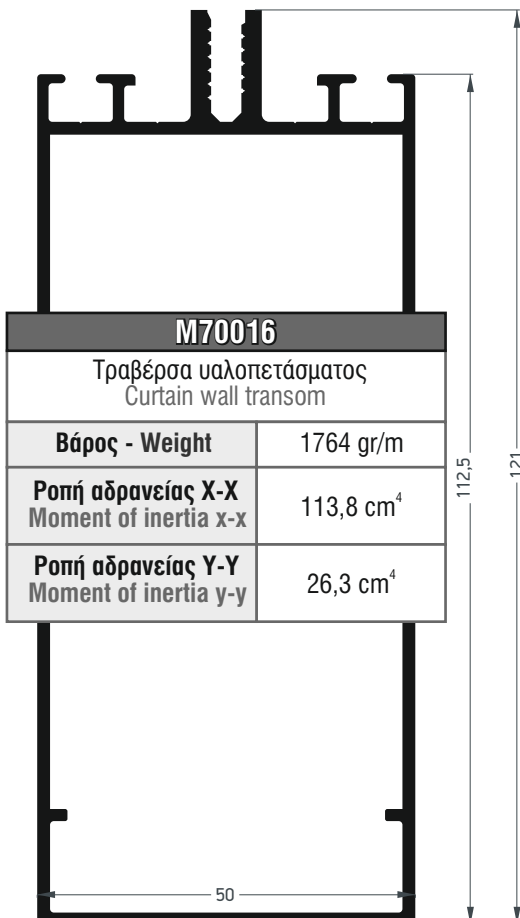 M70016
Τραβέρσα υαλοπετάσματος
Curtain wall transom
Βάρος - Weight
1764 gr/m
Ροπή αδρανείας Χ-Χ
Moment of inertia x-x
113,8 cm⁴
Ροπή αδρανείας Υ-Υ
Moment of inertia y-y
26,3 cm⁴
112,5
121
50